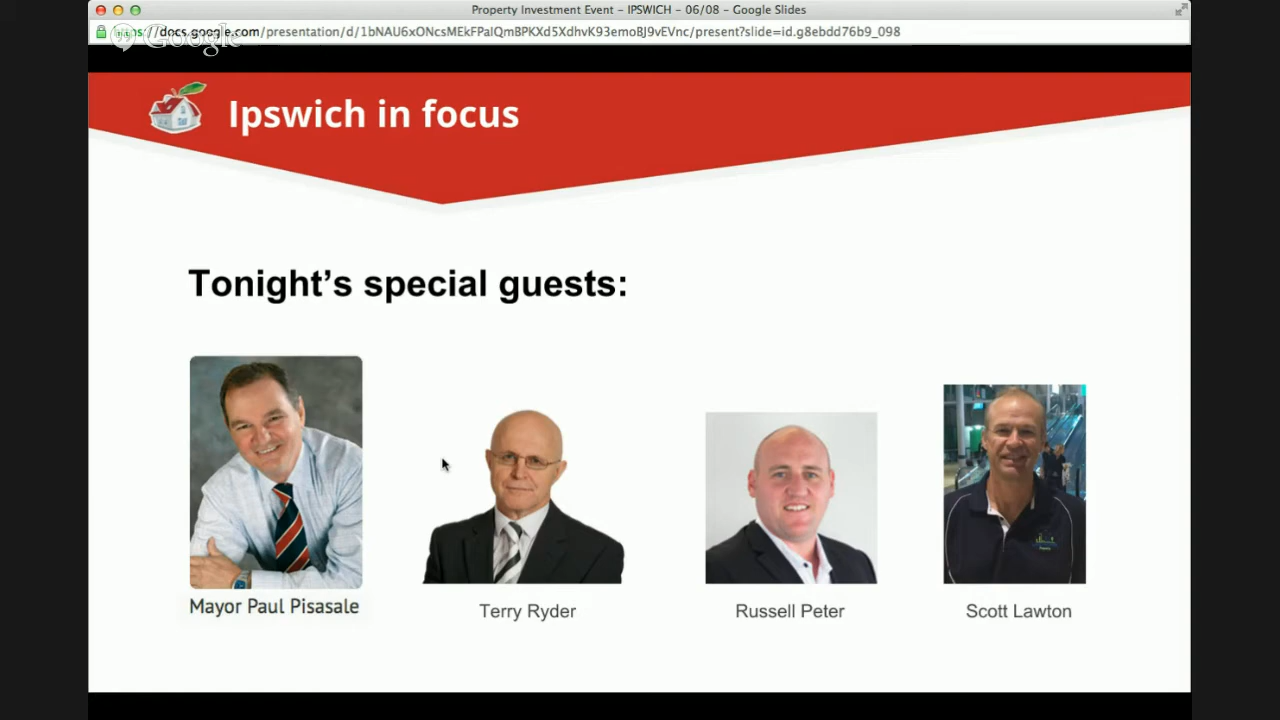 Property Investment Event - IPSWICH - 06/08 - Google Slides
docs.google.com/presentation/d/1bNAU6xONcsMEkFPalQmBPKXd5XdhvK93emoBJ9vEVnc/present?slide=id.g8ebdd76b9_098
Google
Ipswich in focus
Tonight's special guests:
Mayor Paul Pisasale
Terry Ryder
Russell Peter
Scott Lawton